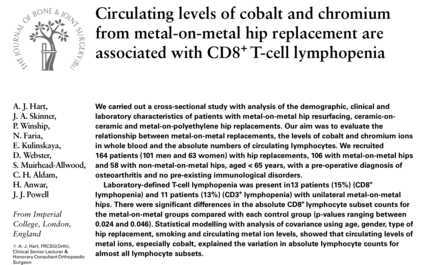 THE JOURNAL OF BONE & JOINT SURGERY
Circulating levels of cobalt and chromium
from metal-on-metal hip replacement are
associated with CD8+ T-cell lymphopenia
A. J. Hart,
J. A. Skinner,
P. Winship,
N. Faria,
E. Kulinskaya,
D. Webster,
S. Muirhead-Allwood,
C. H. Aldam,
H. Anwar,
J. J. Powell
From Imperial
College, London,
England
© A. J. Hart, FRCSG(Orth),
Clinical Senior Lecturer &
Honorary Consultant Orthopaedic
Surgeon
We carried out a cross-sectional study with analysis of the demographic, clinical and
laboratory characteristics of patients with metal-on-metal hip resurfacing, ceramic-on-
ceramic and metal-on-polyethylene hip replacements. Our aim was to evaluate the
relationship between metal-on-metal replacements, the levels of cobalt and chromium ions
in whole blood and the absolute numbers of circulating lymphocytes. We recruited
164 patients (101 men and 63 women) with hip replacements, 106 with metal-on-metal hips
and 58 with non-metal-on-metal hips, aged < 65 years, with a pre-operative diagnosis of
osteoarthritis and no pre-existing immunological disorders.
Laboratory-defined T-cell lymphopenia was present in13 patients (15%) (CD8+
lymphopenia) and 11 patients (13%) (CD3+ lymphopenia) with unilateral metal-on-metal
hips. There were significant differences in the absolute CD8+ lymphocyte subset counts for
the metal-on-metal groups compared with each control group (p-values ranging between
0.024 and 0.046). Statistical modelling with analysis of covariance using age, gender, type of
hip replacement, smoking and circulating metal ion levels, showed that circulating levels of
metal ions, especially cobalt, explained the variation in absolute lymphocyte counts for
almost all lymphocyte subsets.